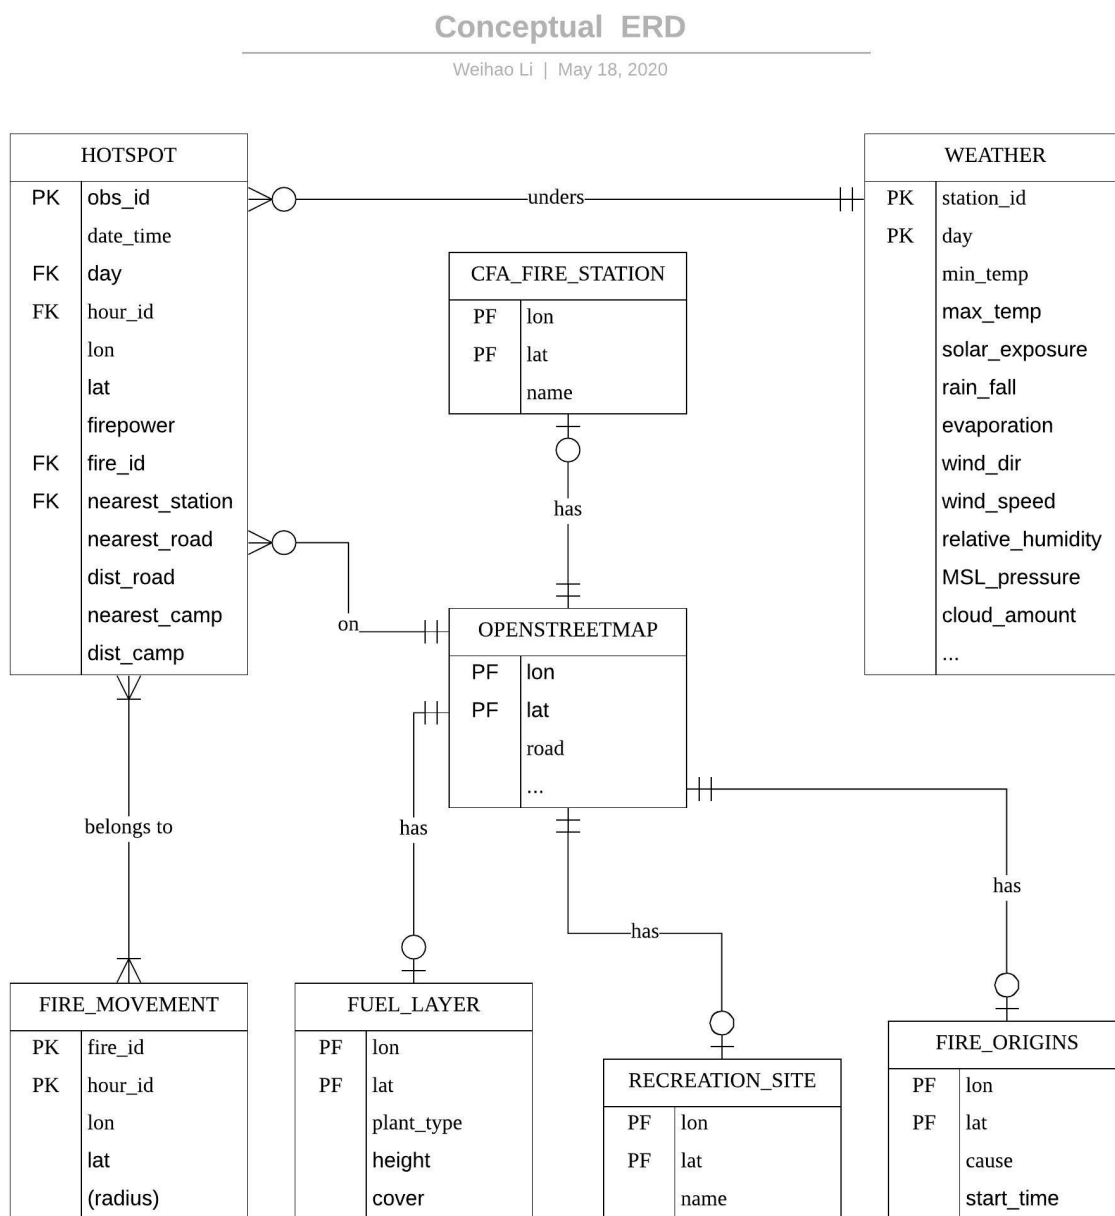 Conceptual ERD
Weihao Li | May 18, 2020
HOTSPOT
PK obs_id
date_time
FK day
FK hour_id
lon
lat
firepower
FK fire_id
FK nearest_station
nearest_road
dist_road
nearest_camp
dist_camp
unders
WEATHER
PK station_id
PK day
min_temp
max_temp
solar_exposure
rain_fall
evaporation
wind_dir
wind_speed
relative_humidity
MSL_pressure
cloud_amount
...
CFA_FIRE_STATION
PF lon
PF lat
name
has
on
OPENSTREETMAP
PF lon
PF lat
road
...
belongs to
has
has
has
FIRE_MOVEMENT
PK fire_id
PK hour_id
lon
lat
(radius)
FUEL_LAYER
PF lon
PF lat
plant_type
height
cover
RECREATION_SITE
PF lon
PF lat
name
FIRE_ORIGINS
PF lon
PF lat
cause
start_time